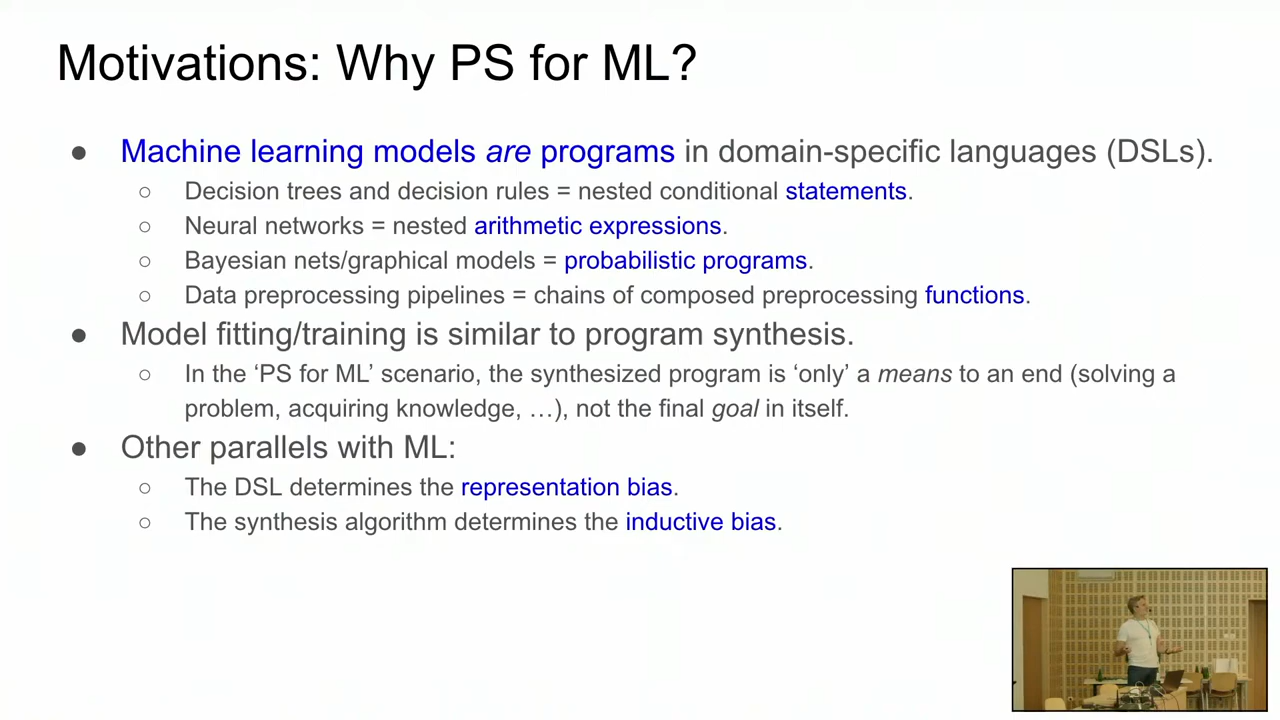 Motivations: Why PS for ML?
● Machine learning models are programs in domain-specific languages (DSLs).
○ Decision trees and decision rules = nested conditional statements.
○ Neural networks = nested arithmetic expressions.
○ Bayesian nets/graphical models = probabilistic programs.
○ Data preprocessing pipelines = chains of composed preprocessing functions.
● Model fitting/training is similar to program synthesis.
○ In the ‘PS for ML’ scenario, the synthesized program is ‘only’ a means to an end (solving a
problem, acquiring knowledge, …), not the final goal in itself.
● Other parallels with ML:
○ The DSL determines the representation bias.
○ The synthesis algorithm determines the inductive bias.